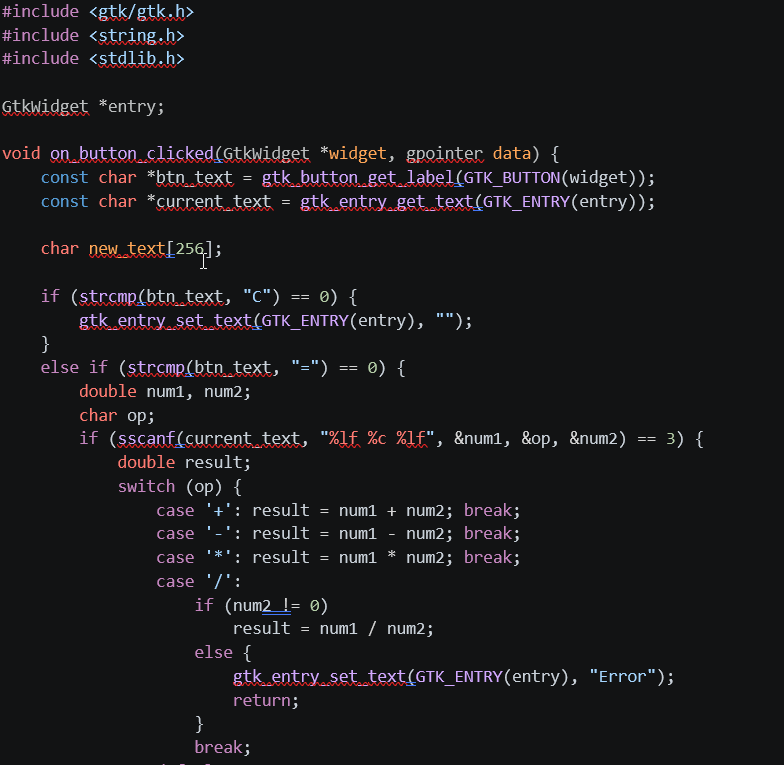 #include <gtk/gtk.h>
#include <string.h>
#include <stdlib.h>

GtkWidget *entry;

void on_button_clicked(GtkWidget *widget, gpointer data) {
    const char *btn_text = gtk_button_get_label(GTK_BUTTON(widget));
    const char *current_text = gtk_entry_get_text(GTK_ENTRY(entry));

    char new_text[256];

    if (strcmp(btn_text, "C") == 0) {
        gtk_entry_set_text(GTK_ENTRY(entry), "");
    }
    else if (strcmp(btn_text, "=") == 0) {
        double num1, num2;
        char op;
        if (sscanf(current_text, "%lf %c %lf", &num1, &op, &num2) == 3) {
            double result;
            switch (op) {
                case '+': result = num1 + num2; break;
                case '-': result = num1 - num2; break;
                case '*': result = num1 * num2; break;
                case '/':
                    if (num2 != 0)
                        result = num1 / num2;
                    else {
                        gtk_entry_set_text(GTK_ENTRY(entry), "Error");
                        return;
                    }
                    break;